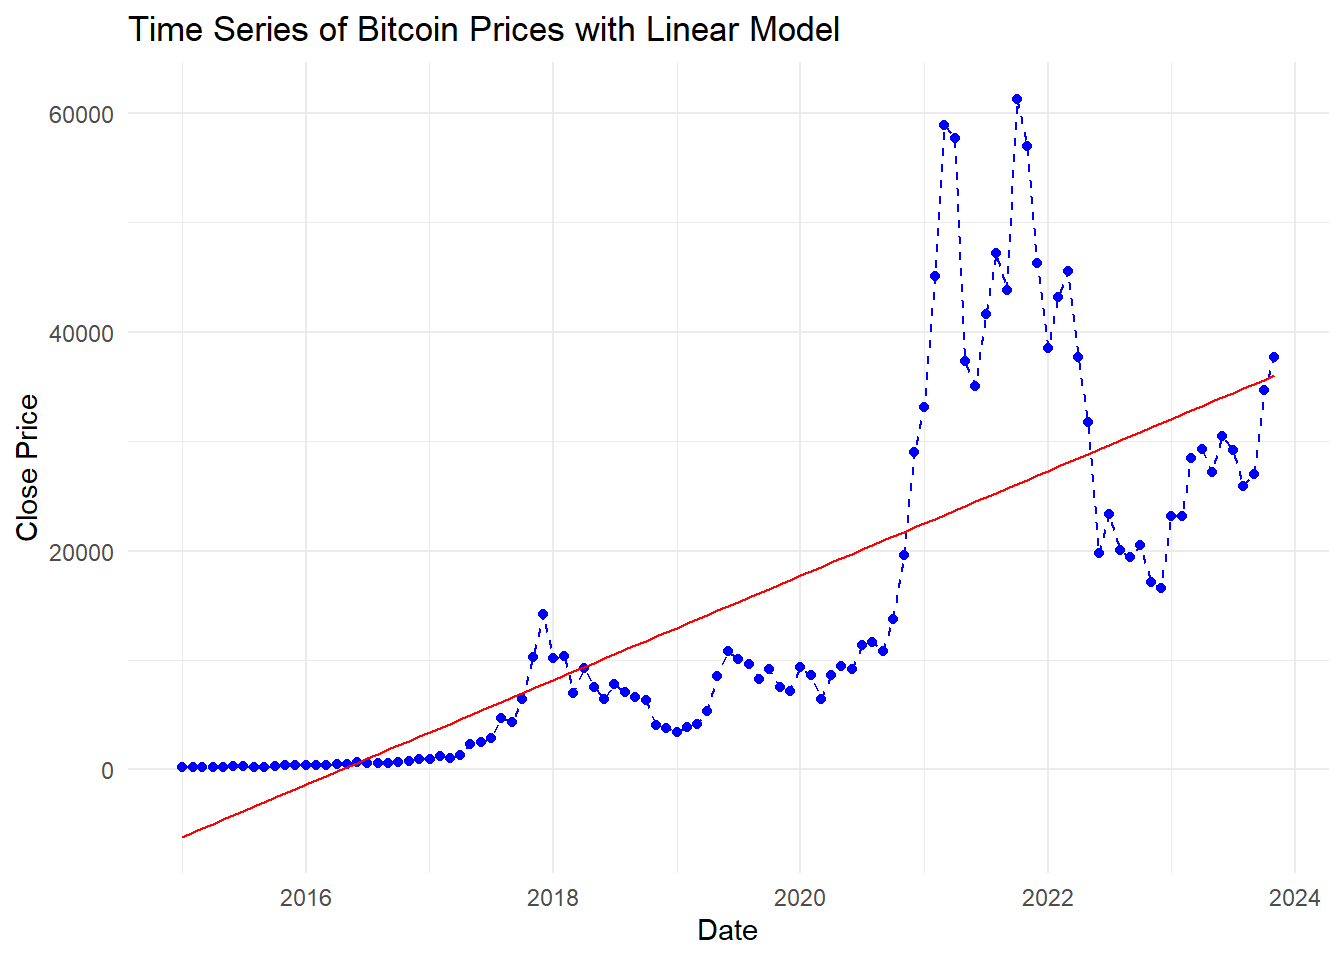 Time Series of Bitcoin Prices with Linear Model
60000
40000
20000
0
Close Price
2016 2018 2020 2022 2024
Date